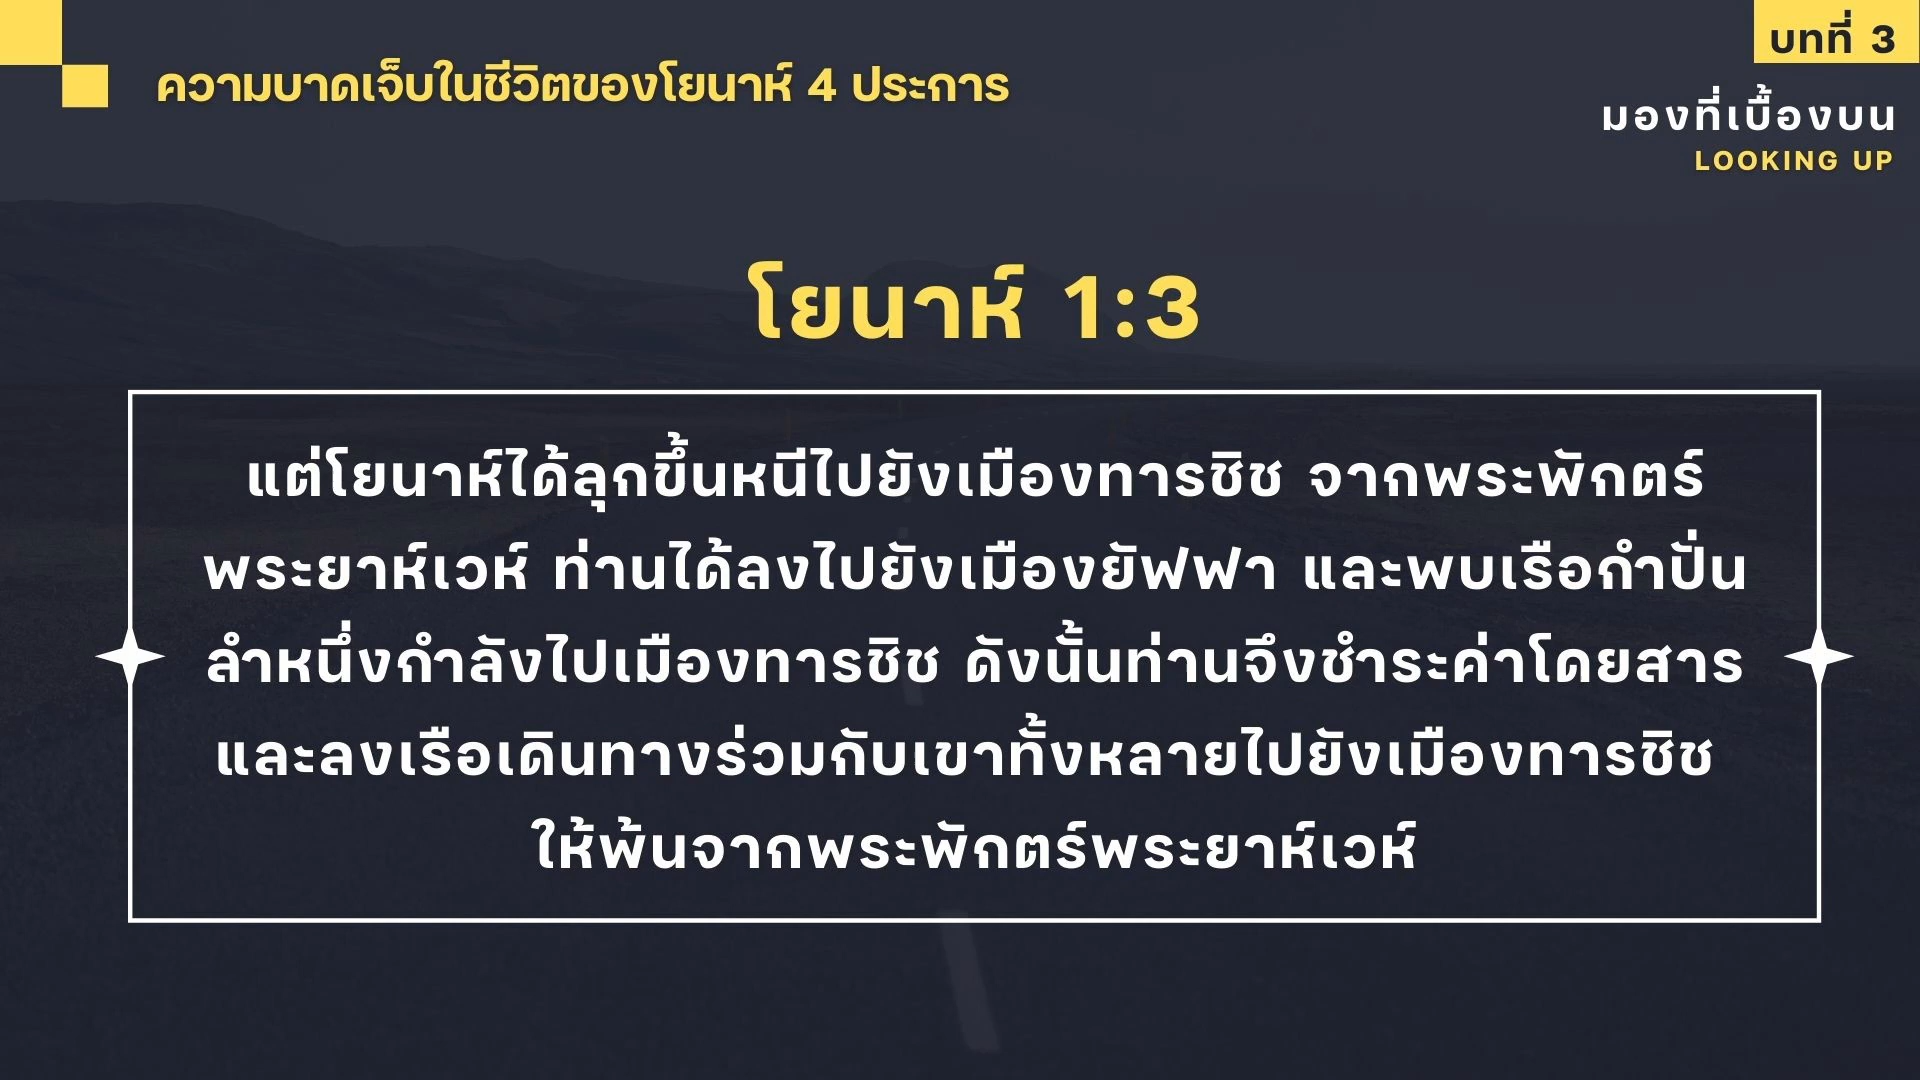 ความบาดเจ็บในชีวิตของโยนาห์ 4 ประการ
บทที่ 3
มองที่เบื้องบน
LOOKING UP
โยนาห์ 1:3
แต่โยนาห์ได้ลุกขึ้นหนีไปยังเมืองทารชิช จากพระพักตร์
พระยาห์เวห์ ท่านได้ลงไปยังเมืองยัฟฟา และพบเรือกำปั่น
ลำหนึ่งกำลังไปเมืองทารชิช ดังนั้นท่านจึงชำระค่าโดยสาร
และลงเรือเดินทางร่วมกับเขาทั้งหลายไปยังเมืองทารชิช
ให้พ้นจากพระพักตร์พระยาห์เวห์